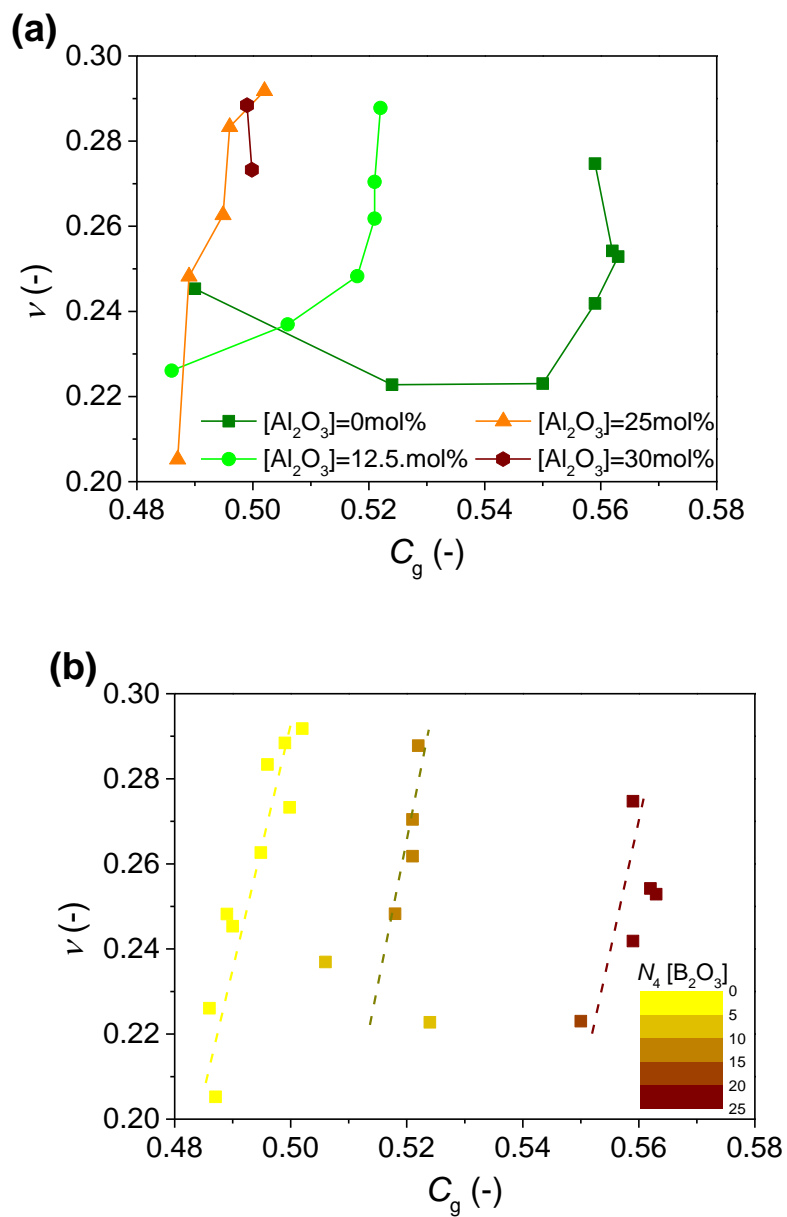 (a)
0.30
0.28
0.26
0.24
0.22
0.20
ν (-)
[Al₂O₃]=0mol%
[Al₂O₃]=25mol%
[Al₂O₃]=12.5.mol%
[Al₂O₃]=30mol%
0.48 0.50 0.52 0.54 0.56 0.58
C_g (-)
(b)
0.30
0.28
0.26
0.24
0.22
0.20
ν (-)
N₄ [B₂O₃]
0
5
10
15
20
25
0.48 0.50 0.52 0.54 0.56 0.58
C_g (-)